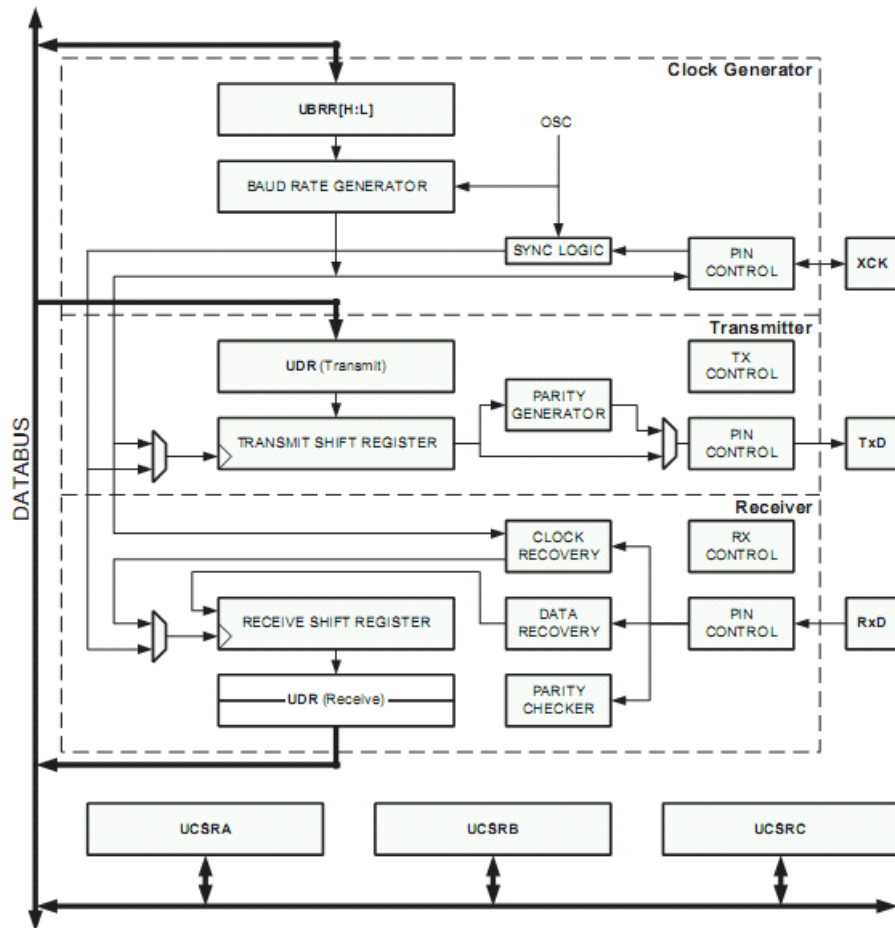 Clock Generator
UBRR[H:L]
OSC
BAUD RATE GENERATOR
SYNC LOGIC
PIN
CONTROL
XCK
Transmitter
UDR (Transmit)
TX
CONTROL
PARITY
GENERATOR
TRANSMIT SHIFT REGISTER
PIN
CONTROL
TxD
DATABUS
Receiver
CLOCK
RECOVERY
RX
CONTROL
RECEIVE SHIFT REGISTER
DATA
RECOVERY
PIN
CONTROL
RxD
UDR (Receive)
PARITY
CHECKER
UCSRA
UCSRB
UCSRC